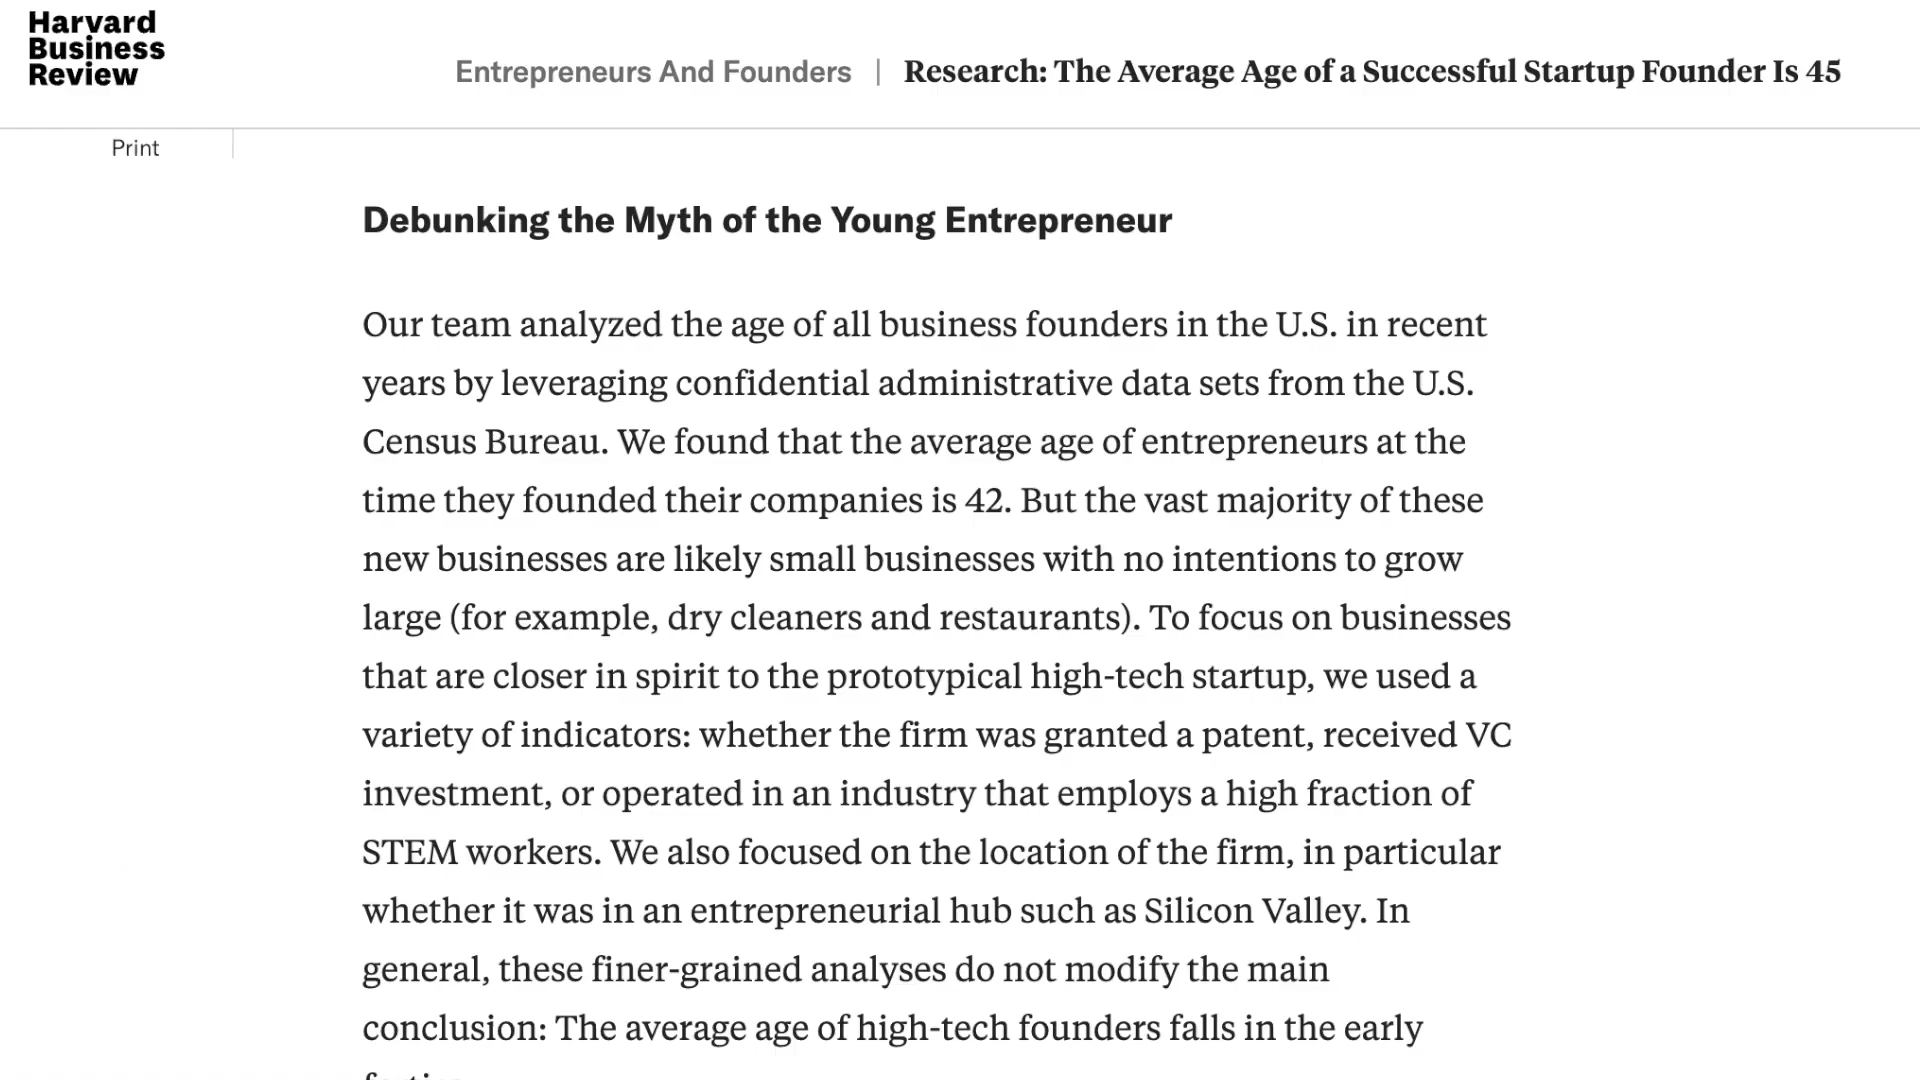 Harvard
Business
Review
Entrepreneurs And Founders | Research: The Average Age of a Successful Startup Founder Is 45
Print
Debunking the Myth of the Young Entrepreneur
Our team analyzed the age of all business founders in the U.S. in recent
years by leveraging confidential administrative data sets from the U.S.
Census Bureau. We found that the average age of entrepreneurs at the
time they founded their companies is 42. But the vast majority of these
new businesses are likely small businesses with no intentions to grow
large (for example, dry cleaners and restaurants). To focus on businesses
that are closer in spirit to the prototypical high-tech startup, we used a
variety of indicators: whether the firm was granted a patent, received VC
investment, or operated in an industry that employs a high fraction of
STEM workers. We also focused on the location of the firm, in particular
whether it was in an entrepreneurial hub such as Silicon Valley. In
general, these finer-grained analyses do not modify the main
conclusion: The average age of high-tech founders falls in the early